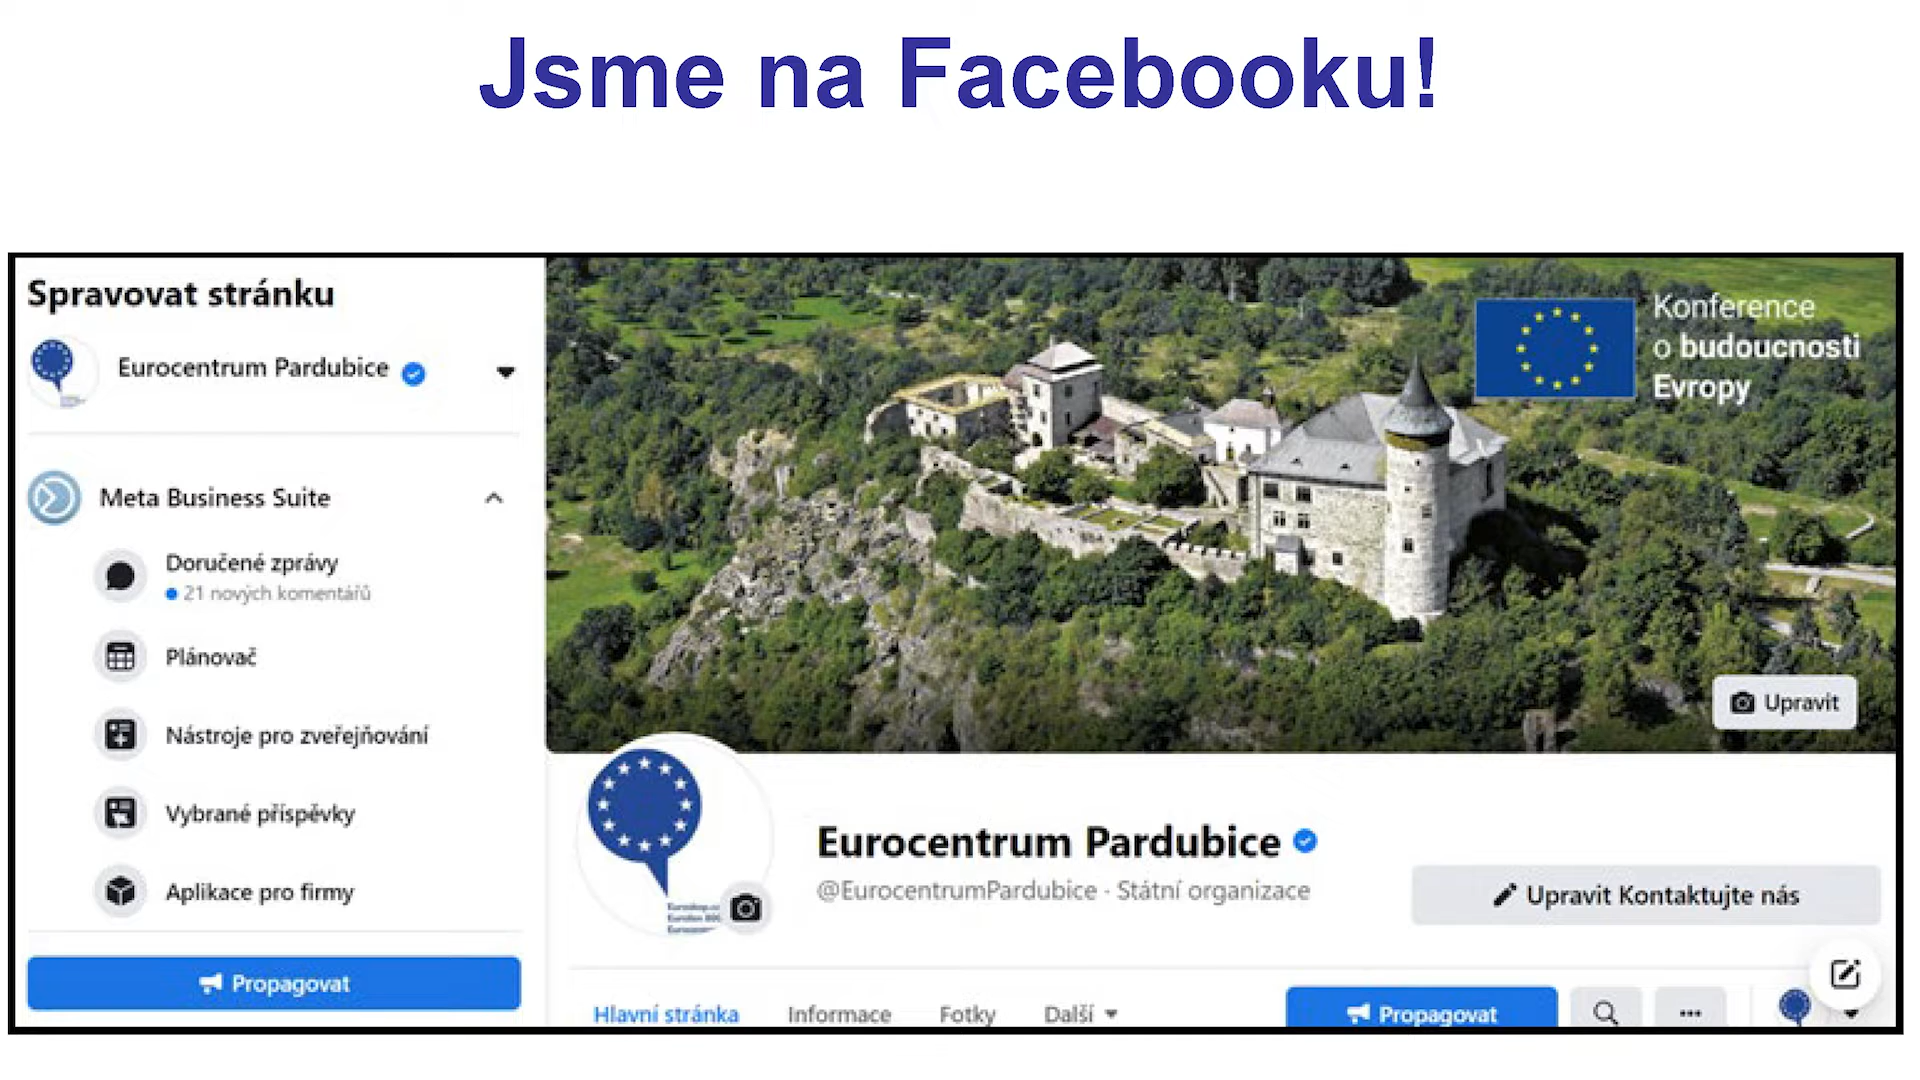 Jsme na Facebooku!
Spravovat stránku
Eurocentrum Pardubice
Meta Business Suite
Doručené zprávy
21 nových komentářů
Plánovač
Nástroje pro zveřejňování
Vybrané příspěvky
Aplikace pro firmy
Propagovat
Konference
o budoucnosti
Evropy
Upravit
Eurocentrum Pardubice
@EurocentrumPardubice · Státní organizace
Upravit Kontaktujte nás
Hlavní stránka
Informace
Fotky
Další
Propagovat